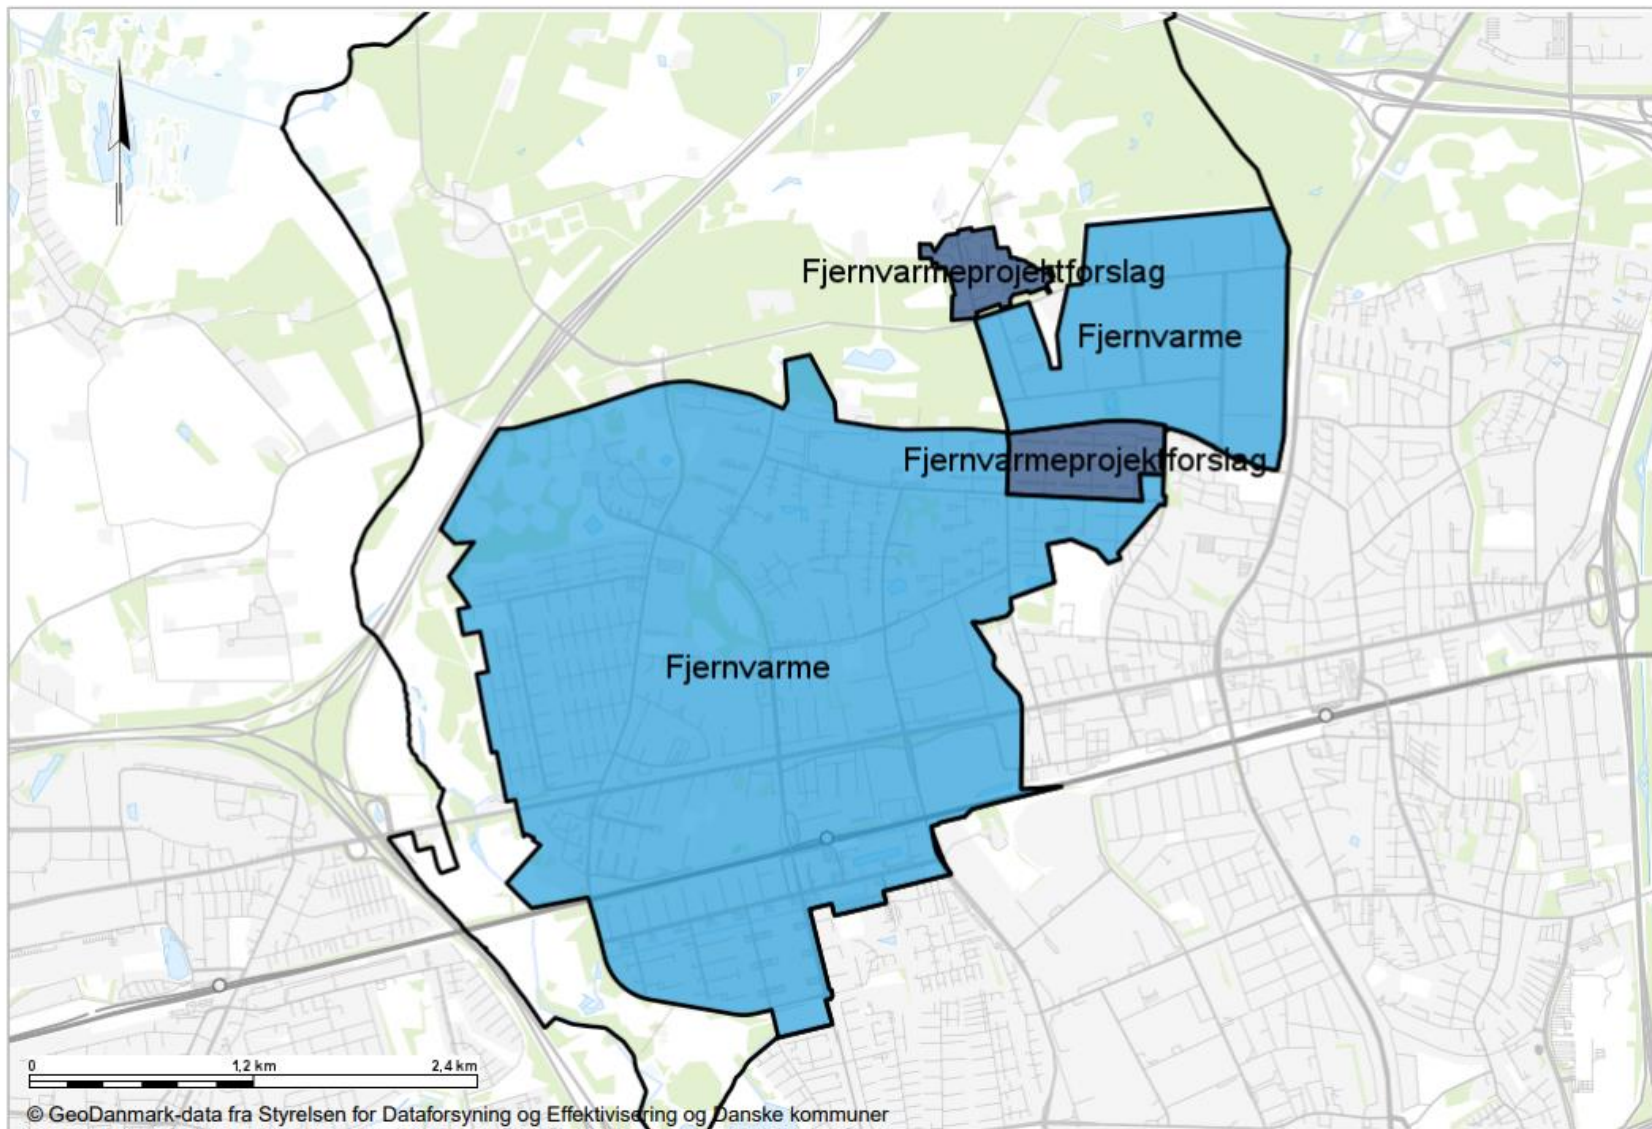 Fjernvarmeprojektforslag
Fjernvarme
Fjernvarmeprojektforslag
Fjernvarme
0 1,2 km 2,4 km
© GeoDanmark-data fra Styrelsen for Dataforsyning og Effektivisering og Danske kommuner